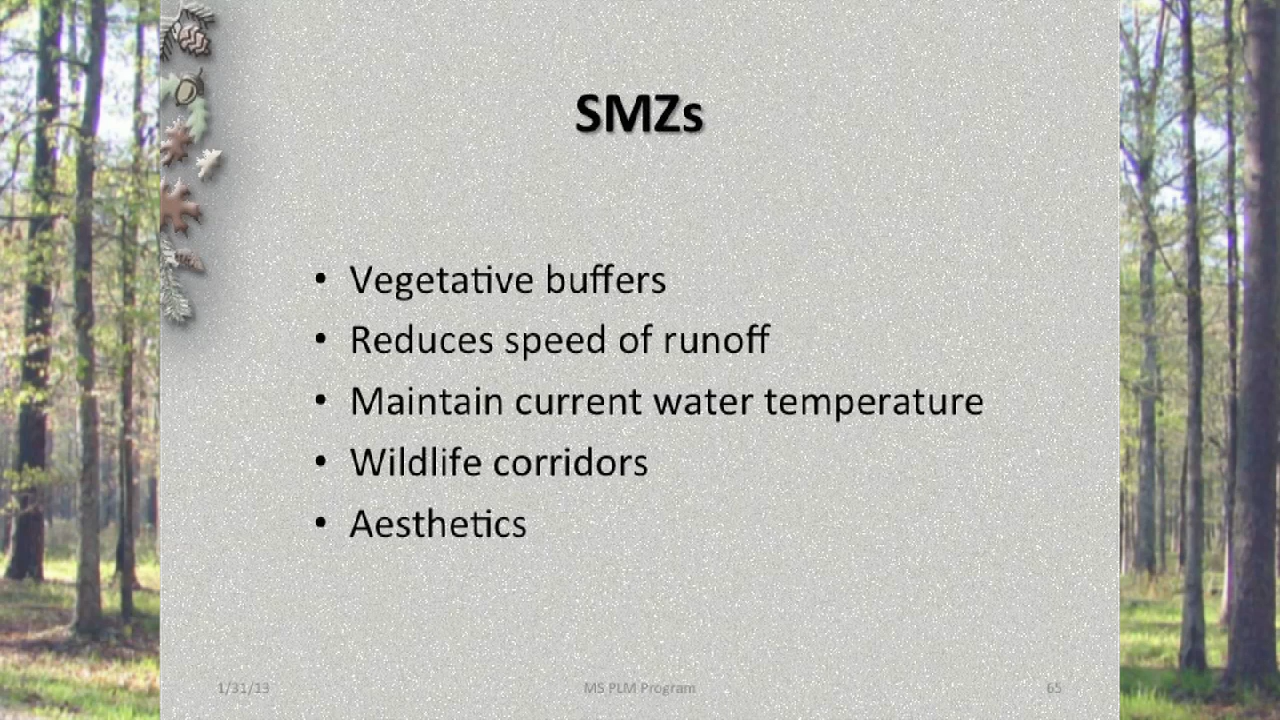 SMZs
• Vegetative buffers
• Reduces speed of runoff
• Maintain current water temperature
• Wildlife corridors
• Aesthetics
1/31/13 MS PLM Program 65